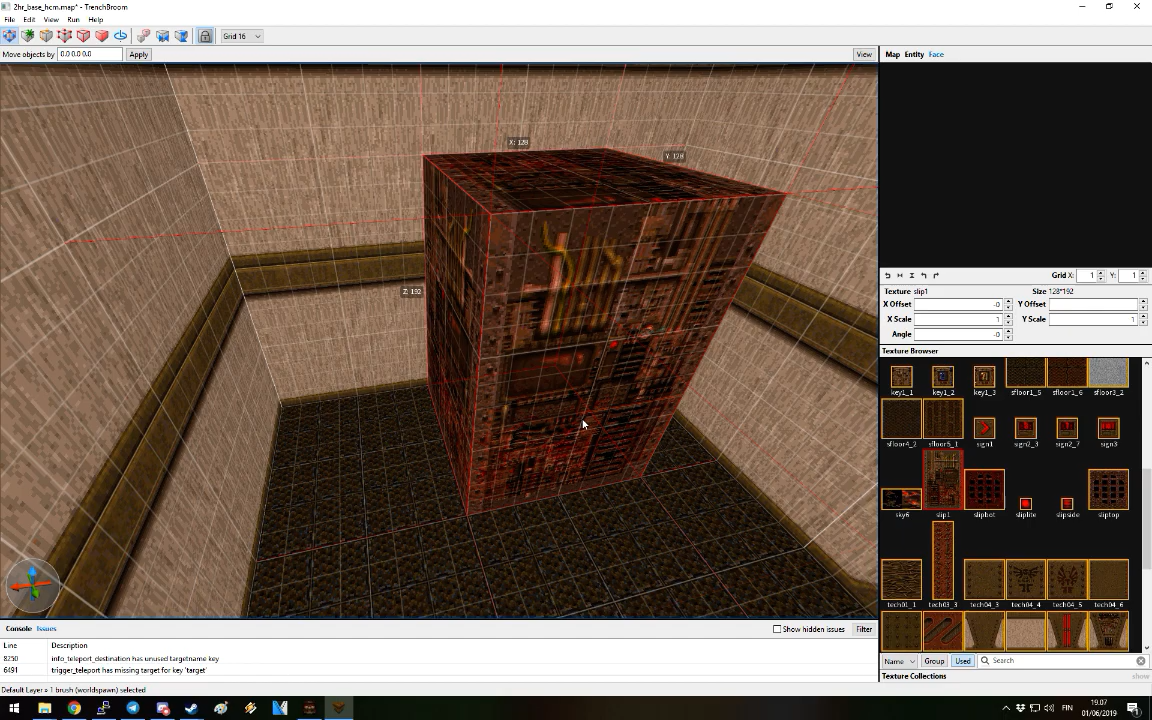 2hr_base_hcm.map* - TrenchBroom
File Edit View Run Help
Grid 16
Move objects by 0.0 0.0 0.0 Apply View
Map Entity Face
X: 128
Y: 128
Z: 192
Grid X: 1 Y: 1
Texture slip1 Size 128*192
X Offset -0 Y Offset
X Scale 1 Y Scale 1
Angle -0
Texture Browser
key1_1 key1_2 key1_3 sfloor1_5 sfloor1_6 sfloor3_2
sfloor4_2 sfloor5_1 sign1 sign2_3 sign2_7 sign3
sky6 slip1 slipbot sliplite slipside sliptop
tech01_1 tech03_3 tech04_3 tech04_4 tech04_5 tech04_6
Console Issues Show hidden issues Filter
Line Description
8250 info_teleport_destination has unused targetname key
6491 trigger_teleport has missing target for key 'target'
Name Group Used Search
Texture Collections show
Default Layer » 1 brush (worldspawn) selected
FIN
19.07
01/06/2019